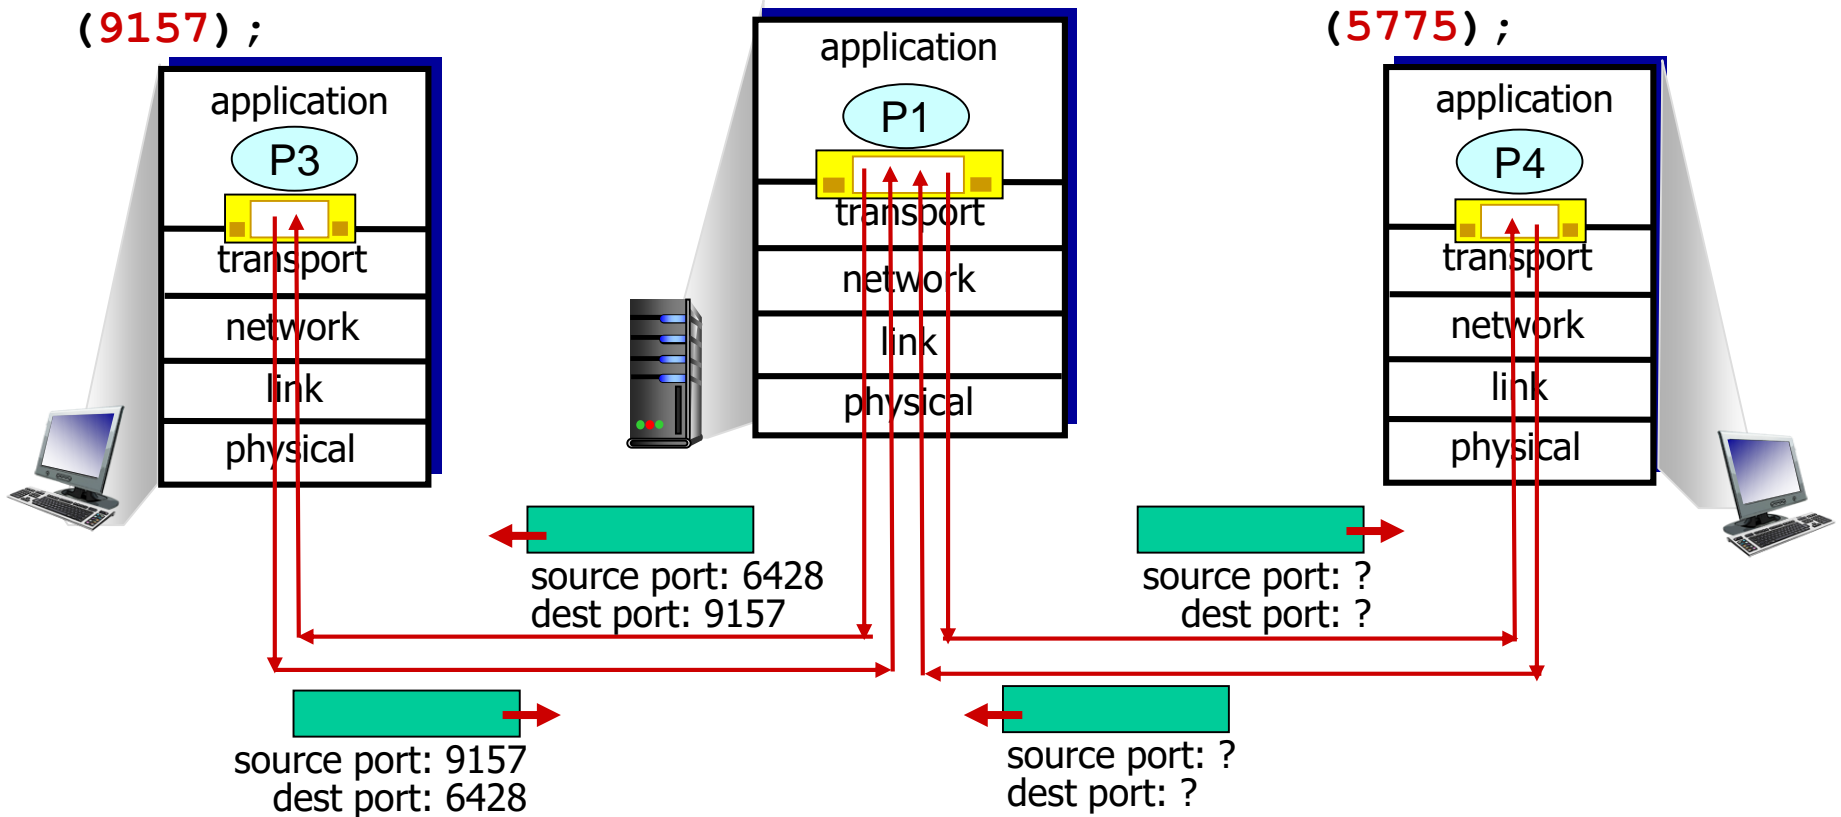 (9157);
application
P3
transport
network
link
physical
application
P1
transport
network
link
physical
(5775);
application
P4
transport
network
link
physical
source port: 6428
dest port: 9157
source port: ?
dest port: ?
source port: 9157
dest port: 6428
source port: ?
dest port: ?